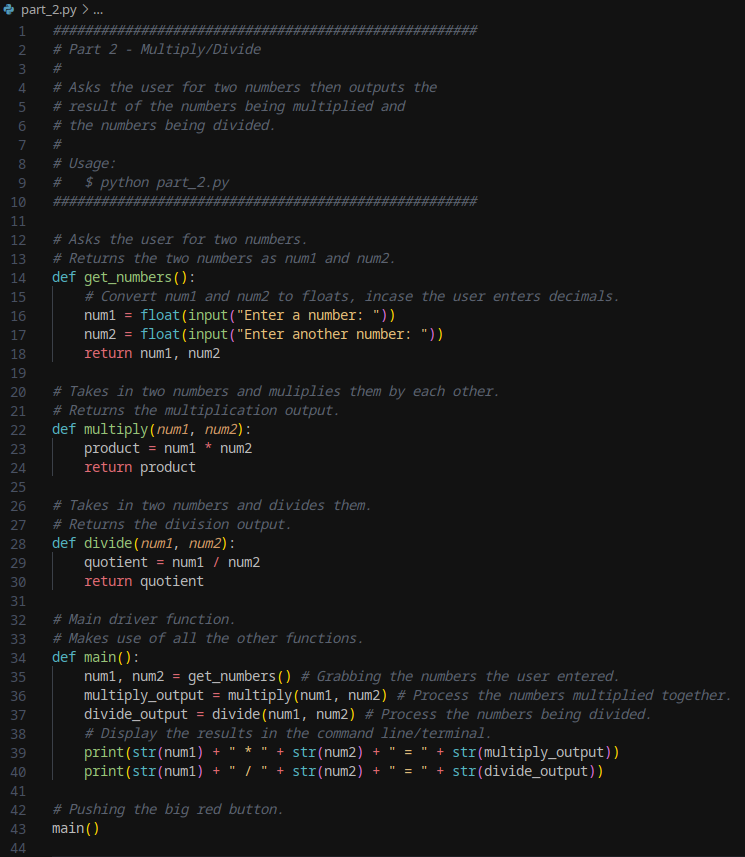 part_2.py > ...
1 #####################################################
2 # Part 2 - Multiply/Divide
3 #
4 # Asks the user for two numbers then outputs the
5 # result of the numbers being multiplied and
6 # the numbers being divided.
7 #
8 # Usage:
9 #   $ python part_2.py
10 #####################################################
11
12 # Asks the user for two numbers.
13 # Returns the two numbers as num1 and num2.
14 def get_numbers():
15     # Convert num1 and num2 to floats, incase the user enters decimals.
16     num1 = float(input("Enter a number: "))
17     num2 = float(input("Enter another number: "))
18     return num1, num2
19
20 # Takes in two numbers and muliplies them by each other.
21 # Returns the multiplication output.
22 def multiply(num1, num2):
23     product = num1 * num2
24     return product
25
26 # Takes in two numbers and divides them.
27 # Returns the division output.
28 def divide(num1, num2):
29     quotient = num1 / num2
30     return quotient
31
32 # Main driver function.
33 # Makes use of all the other functions.
34 def main():
35     num1, num2 = get_numbers() # Grabbing the numbers the user entered.
36     multiply_output = multiply(num1, num2) # Process the numbers multiplied together.
37     divide_output = divide(num1, num2) # Process the numbers being divided.
38     # Display the results in the command line/terminal.
39     print(str(num1) + " * " + str(num2) + " = " + str(multiply_output))
40     print(str(num1) + " / " + str(num2) + " = " + str(divide_output))
41
42 # Pushing the big red button.
43 main()
44